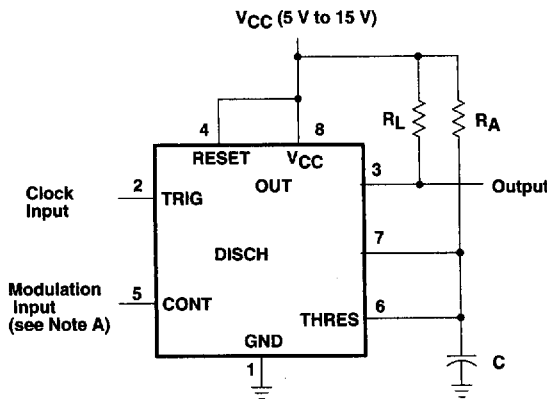 VCC (5 V to 15 V)
RL
RA
4
8
RESET
VCC
2
3
OUT
Output
Clock
Input
TRIG
7
DISCH
Modulation
Input
(see Note A)
5
CONT
6
THRES
GND
1
C